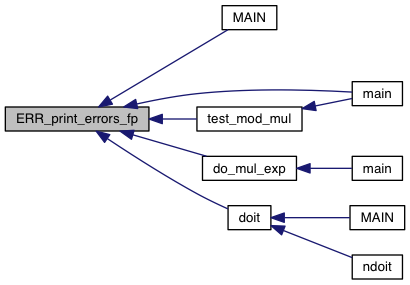 MAIN
main
ERR_print_errors_fp
test_mod_mul
do_mul_exp
main
doit
MAIN
ndoit